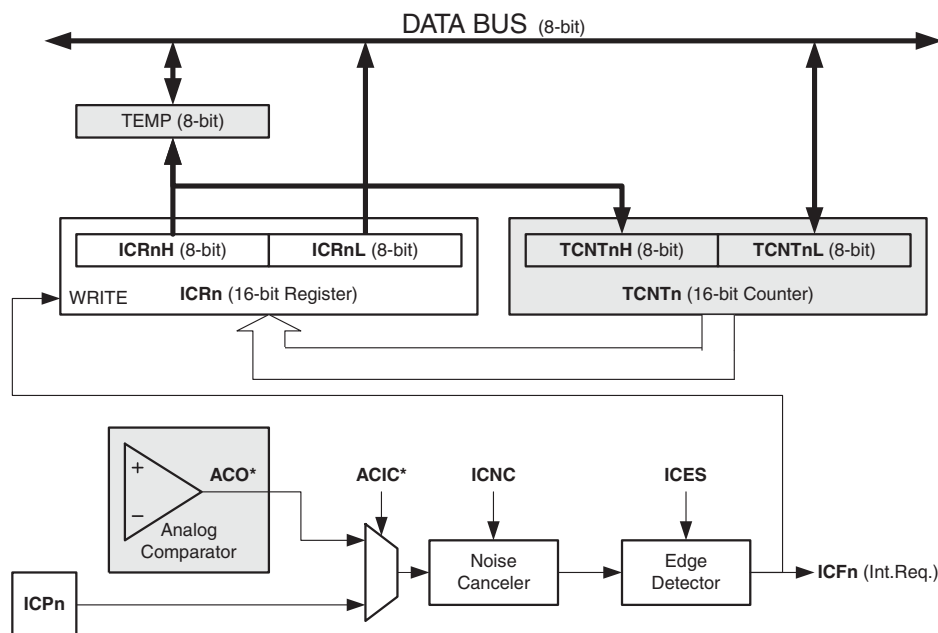 DATA BUS (8-bit)
TEMP (8-bit)
ICRnH (8-bit)
ICRnL (8-bit)
TCNTnH (8-bit)
TCNTnL (8-bit)
WRITE
ICRn (16-bit Register)
TCNTn (16-bit Counter)
+
−
ACO*
Analog
Comparator
ACIC*
ICNC
ICES
Noise
Canceler
Edge
Detector
ICFn (Int.Req.)
ICPn